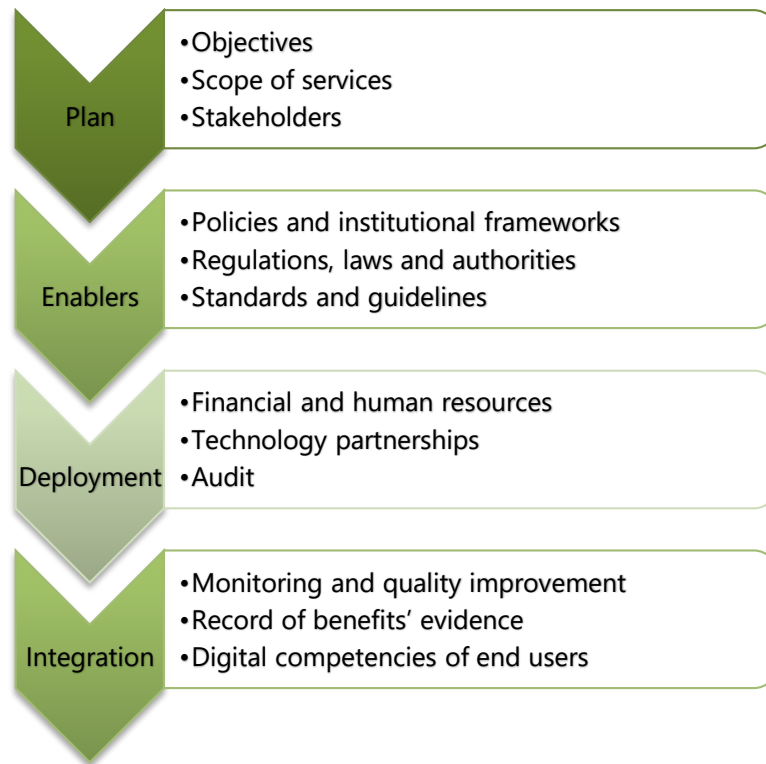 Plan
•Objectives
•Scope of services
•Stakeholders
Enablers
•Policies and institutional frameworks
•Regulations, laws and authorities
•Standards and guidelines
Deployment
•Financial and human resources
•Technology partnerships
•Audit
Integration
•Monitoring and quality improvement
•Record of benefits’ evidence
•Digital competencies of end users